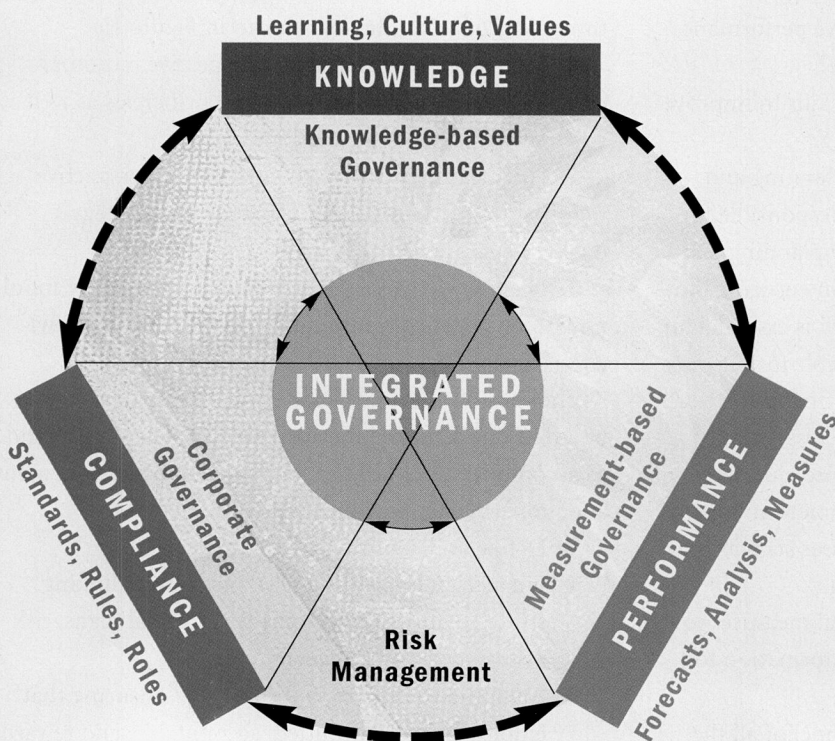 Learning, Culture, Values
KNOWLEDGE
Knowledge-based
Governance
INTEGRATED
GOVERNANCE
Corporate
Governance
COMPLIANCE
Standards, Rules, Roles
Measurement-based
Governance
PERFORMANCE
Forecasts, Analysis, Measures
Risk
Management